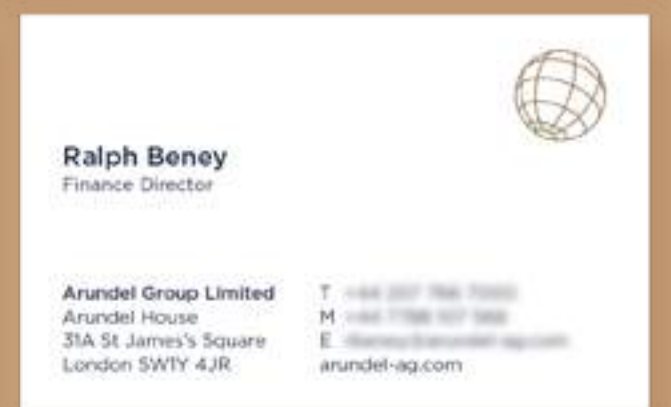 Ralph Beney
Finance Director
Arundel Group Limited
Arundel House
31A St James's Square
London SW1Y 4JR
T
M
E
arundel-ag.com